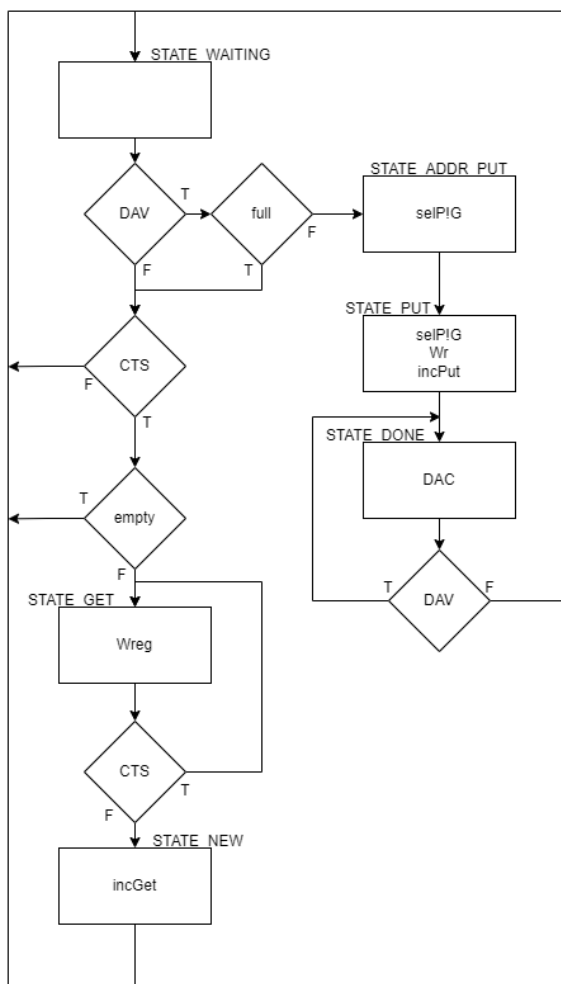 STATE_WAITING
DAV
T
F
full
F
T
STATE_ADDR_PUT
selP!G
STATE_PUT
selP!G
Wr
incPut
CTS
F
T
STATE_DONE
DAC
T
empty
F
DAV
T
F
STATE_GET
Wreg
CTS
T
F
STATE_NEW
incGet